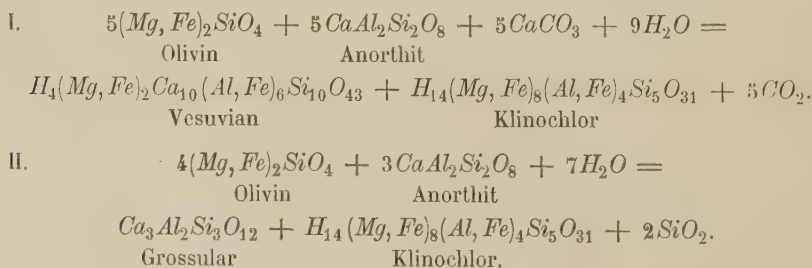 I. 5(Mg, Fe)₂SiO₄ + 5CaAl₂Si₂O₈ + 5CaCO₃ + 9H₂O =
Olivin Anorthit
H₄(Mg, Fe)₂Ca₁₀(Al, Fe)₆Si₁₀O₄₃ + H₁₄(Mg, Fe)₈(Al, Fe)₄Si₅O₃₁ + 5CO₂.
Vesuvian Klinochlor
II. 4(Mg, Fe)₂SiO₄ + 3CaAl₂Si₂O₈ + 7H₂O =
Olivin Anorthit
Ca₃Al₂Si₃O₁₂ + H₁₄(Mg, Fe)₈(Al, Fe)₄Si₅O₃₁ + 2SiO₂.
Grossular Klinochlor.